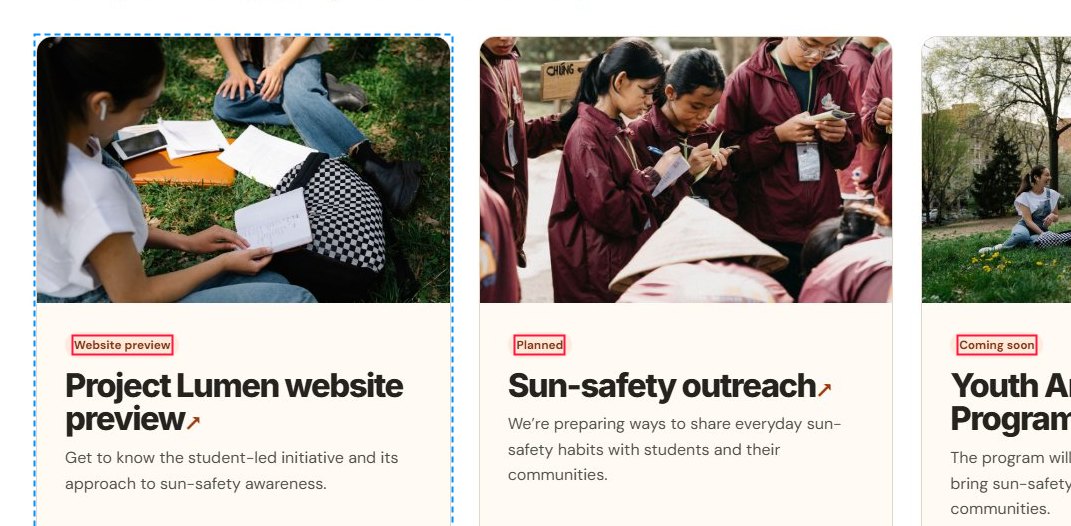 CHŨNG
Website preview
Project Lumen website
preview↗
Get to know the student-led initiative and its
approach to sun-safety awareness.
Planned
Sun-safety outreach↗
We’re preparing ways to share everyday sun-
safety habits with students and their
communities.
Coming soon
Youth
Program
The program will
bring sun-safety
communities.